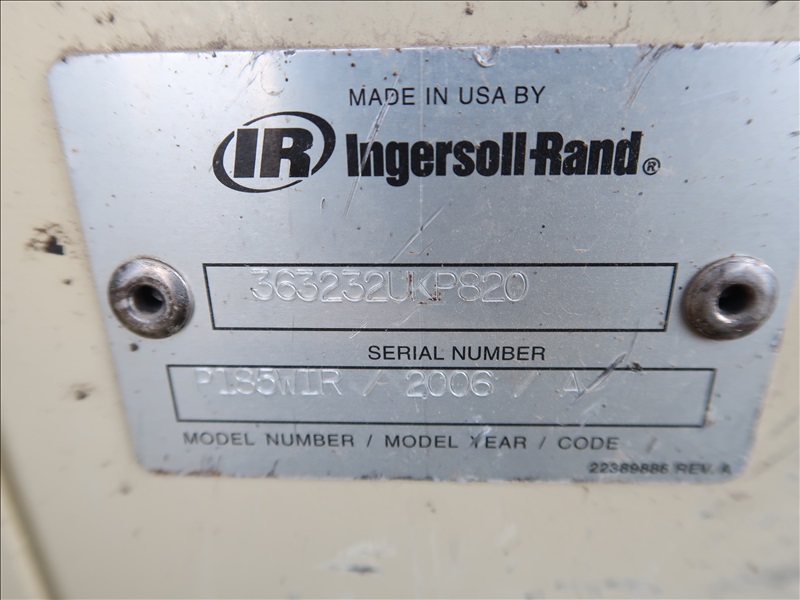 MADE IN USA BY
IR Ingersoll-Rand®
363232UKP820
SERIAL NUMBER
P185WIR / 2006 / A
MODEL NUMBER / MODEL YEAR / CODE
22389886 REV. A